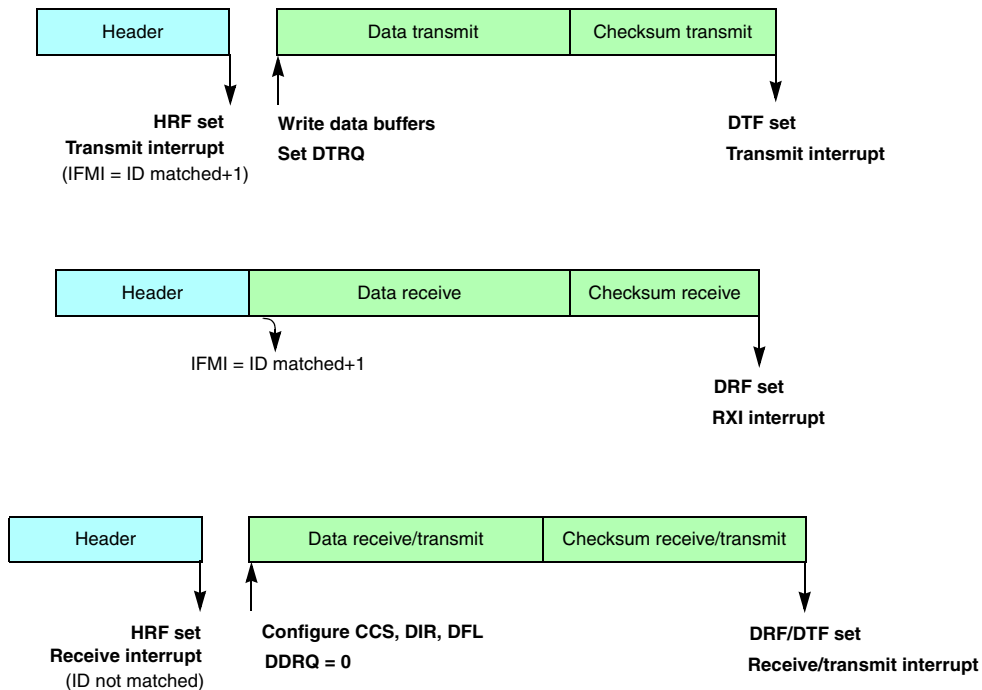 Header
Data transmit
Checksum transmit
HRF set
Transmit interrupt
(IFMI = ID matched+1)
Write data buffers
Set DTRQ
DTF set
Transmit interrupt
Header
Data receive
Checksum receive
IFMI = ID matched+1
DRF set
RXI interrupt
Header
Data receive/transmit
Checksum receive/transmit
HRF set
Receive interrupt
(ID not matched)
Configure CCS, DIR, DFL
DDRQ = 0
DRF/DTF set
Receive/transmit interrupt